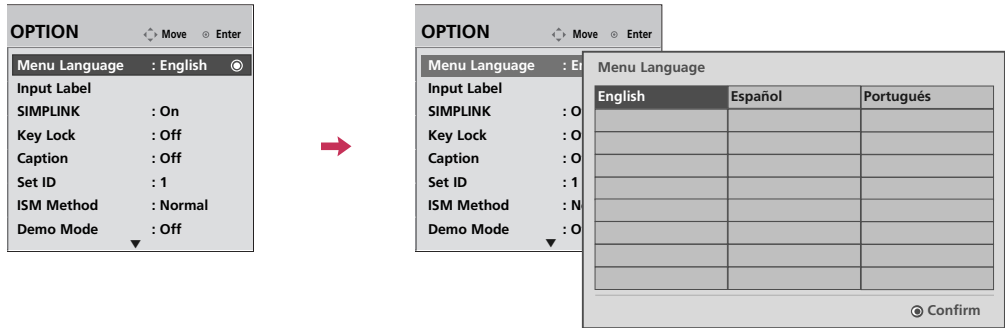 OPTION Move Enter
Menu Language : English
Input Label
SIMPLINK : On
Key Lock : Off
Caption : Off
Set ID : 1
ISM Method : Normal
Demo Mode : Off
OPTION Move Enter
Menu Language : E
Input Label
SIMPLINK : O
Key Lock : O
Caption : O
Set ID : 1
ISM Method : N
Demo Mode : O
Menu Language
English Español Portugués
Confirm